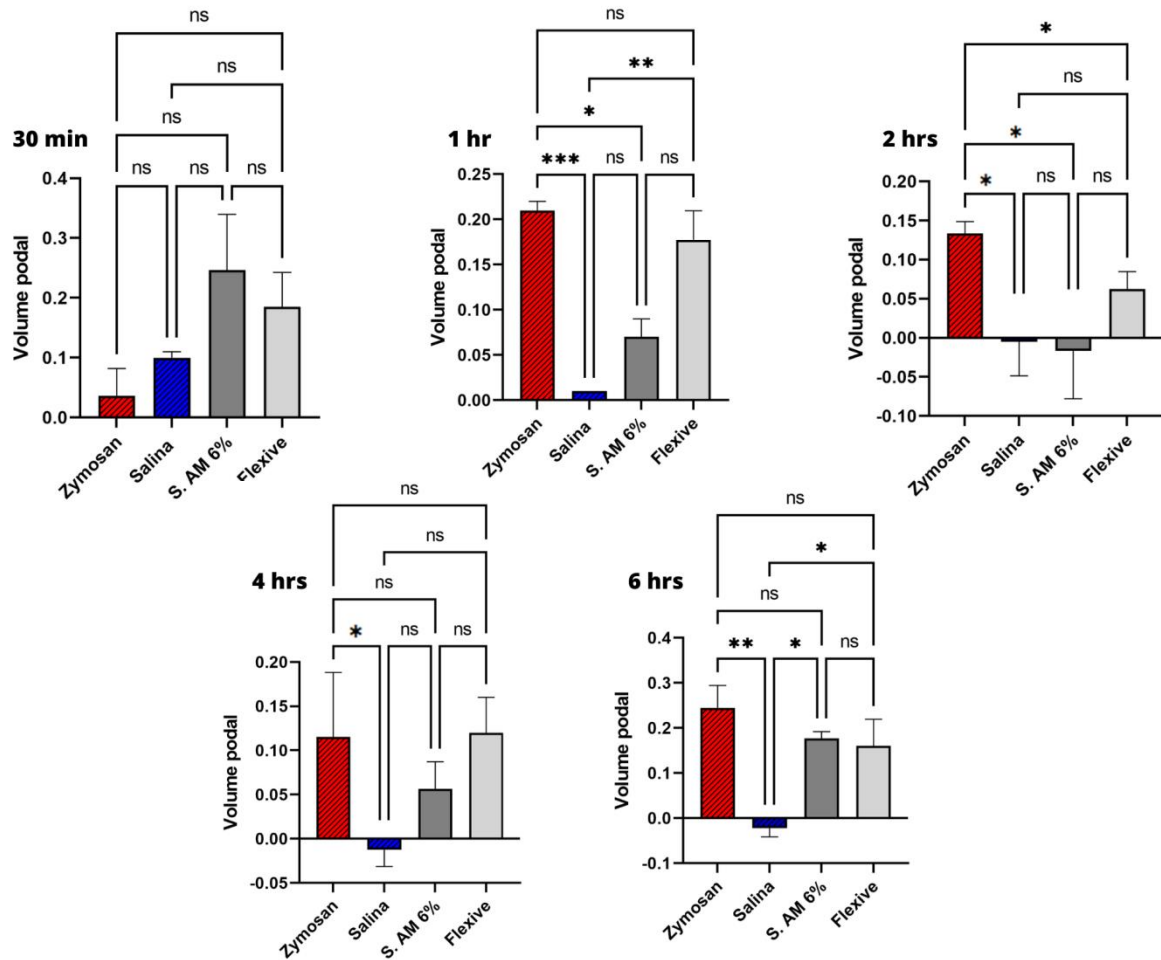 30 min
ns
ns
ns
ns
ns
ns
Volume podal
0.4
0.3
0.2
0.1
0.0
Zymosan
Salina
S. AM 6%
Flexive
1 hr
ns
**
*
***
ns
ns
Volume podal
0.25
0.20
0.15
0.10
0.05
0.00
Zymosan
Salina
S. AM 6%
Flexive
2 hrs
*
ns
*
*
ns
ns
Volume podal
0.20
0.15
0.10
0.05
0.00
-0.05
-0.10
Zymosan
Salina
S. AM 6%
Flexive
4 hrs
ns
ns
ns
*
ns
ns
Volume podal
0.20
0.15
0.10
0.05
0.00
-0.05
Zymosan
Salina
S. AM 6%
Flexive
6 hrs
ns
*
ns
**
*
ns
Volume podal
0.4
0.3
0.2
0.1
0.0
-0.1
Zymosan
Salina
S. AM 6%
Flexive